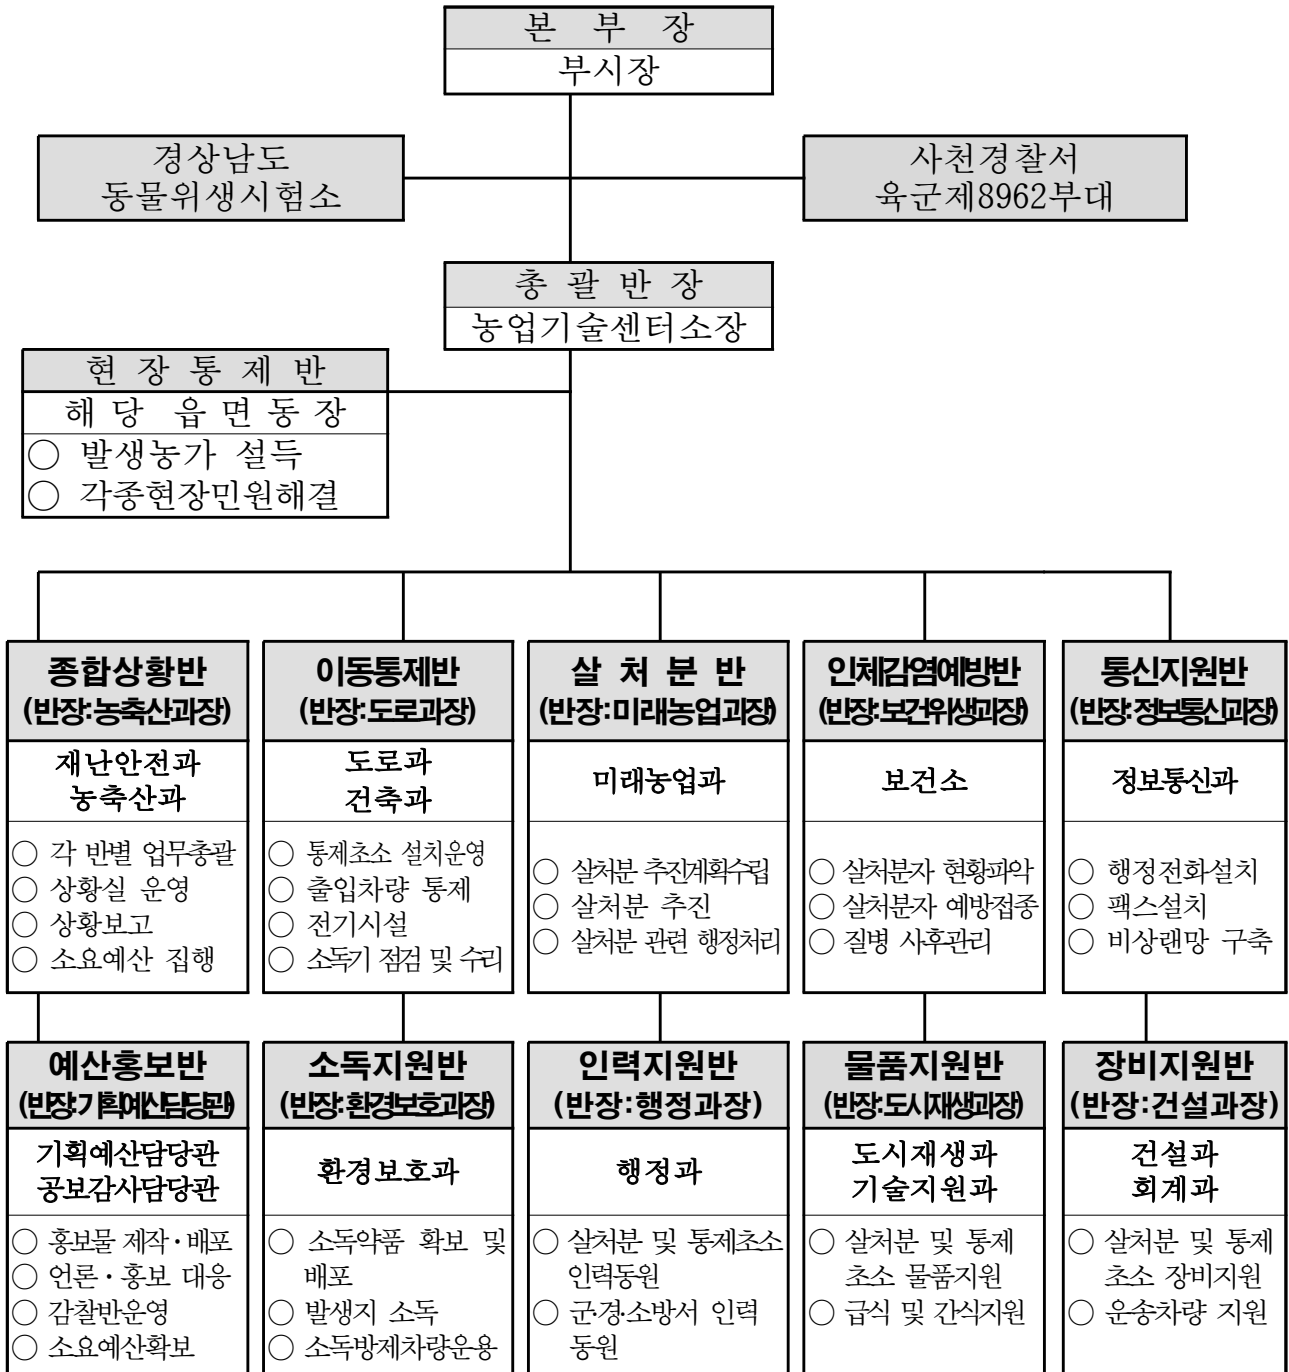 본 부 장
부시장
경상남도
동물위생시험소
사천경찰서
육군제8962부대
총 괄 반 장
농업기술센터소장
현 장 통 제 반
해 당 읍 면 동 장
○ 발생농가 설득
○ 각종현장민원해결
종합상황반
(반장:농축산과장)
재난안전과
농축산과
○ 각 반별 업무총괄
○ 상황실 운영
○ 상황보고
○ 소요예산 집행
이동통제반
(반장:도로과장)
도로과
건축과
○ 통제초소 설치운영
○ 출입차량 통제
○ 전기시설
○ 소독기 점검 및 수리
살 처 분 반
(반장:미래농업과장)
미래농업과
○ 살처분 추진계획수립
○ 살처분 추진
○ 살처분 관련 행정처리
인체감염예방반
(반장:보건위생과장)
보건소
○ 살처분자 현황파악
○ 살처분자 예방접종
○ 질병 사후관리
통신지원반
(반장:정보통신과장)
정보통신과
○ 행정전화설치
○ 팩스설치
○ 비상랜망 구축
예산홍보반
(반장:기획예산담당관)
기획예산담당관
공보감사담당관
○ 홍보물 제작·배포
○ 언론·홍보 대응
○ 감찰반운영
○ 소요예산확보
소독지원반
(반장:환경보호과장)
환경보호과
○ 소독약품 확보 및
배포
○ 발생지 소독
○ 소독방제차량운용
인력지원반
(반장:행정과장)
행정과
○ 살처분 및 통제초소
인력동원
○ 군·경·소방서 인력
동원
물품지원반
(반장:도시재생과장)
도시재생과
기술지원과
○ 살처분 및 통제
초소 물품지원
○ 급식 및 간식지원
장비지원반
(반장:건설과장)
건설과
회계과
○ 살처분 및 통제
초소 장비지원
○ 운송차량 지원